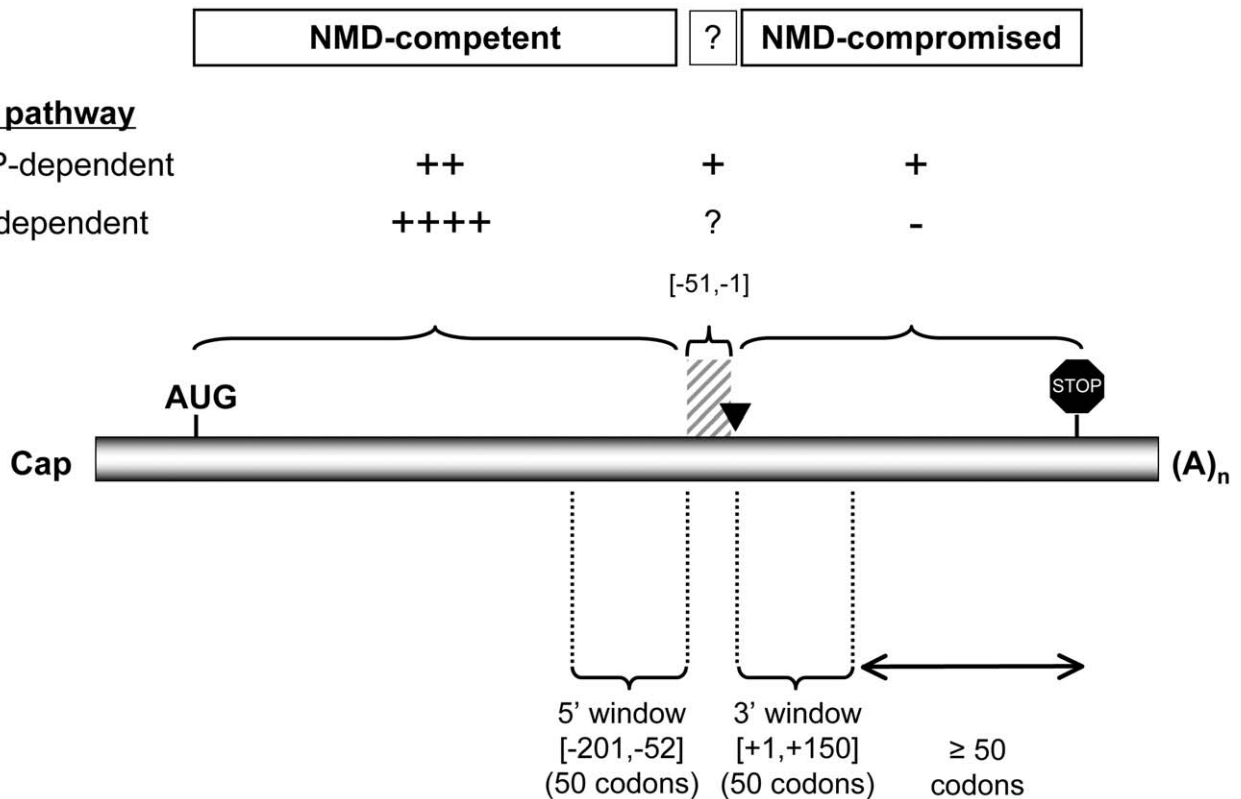 NMD-competent ? NMD-compromised
pathway
P-dependent ++ + +
dependent ++++ ? -
[-51,-1]
AUG STOP
Cap (A)n
5’ window 3’ window
[-201,-52] [+1,+150] ≥ 50
(50 codons) (50 codons) codons